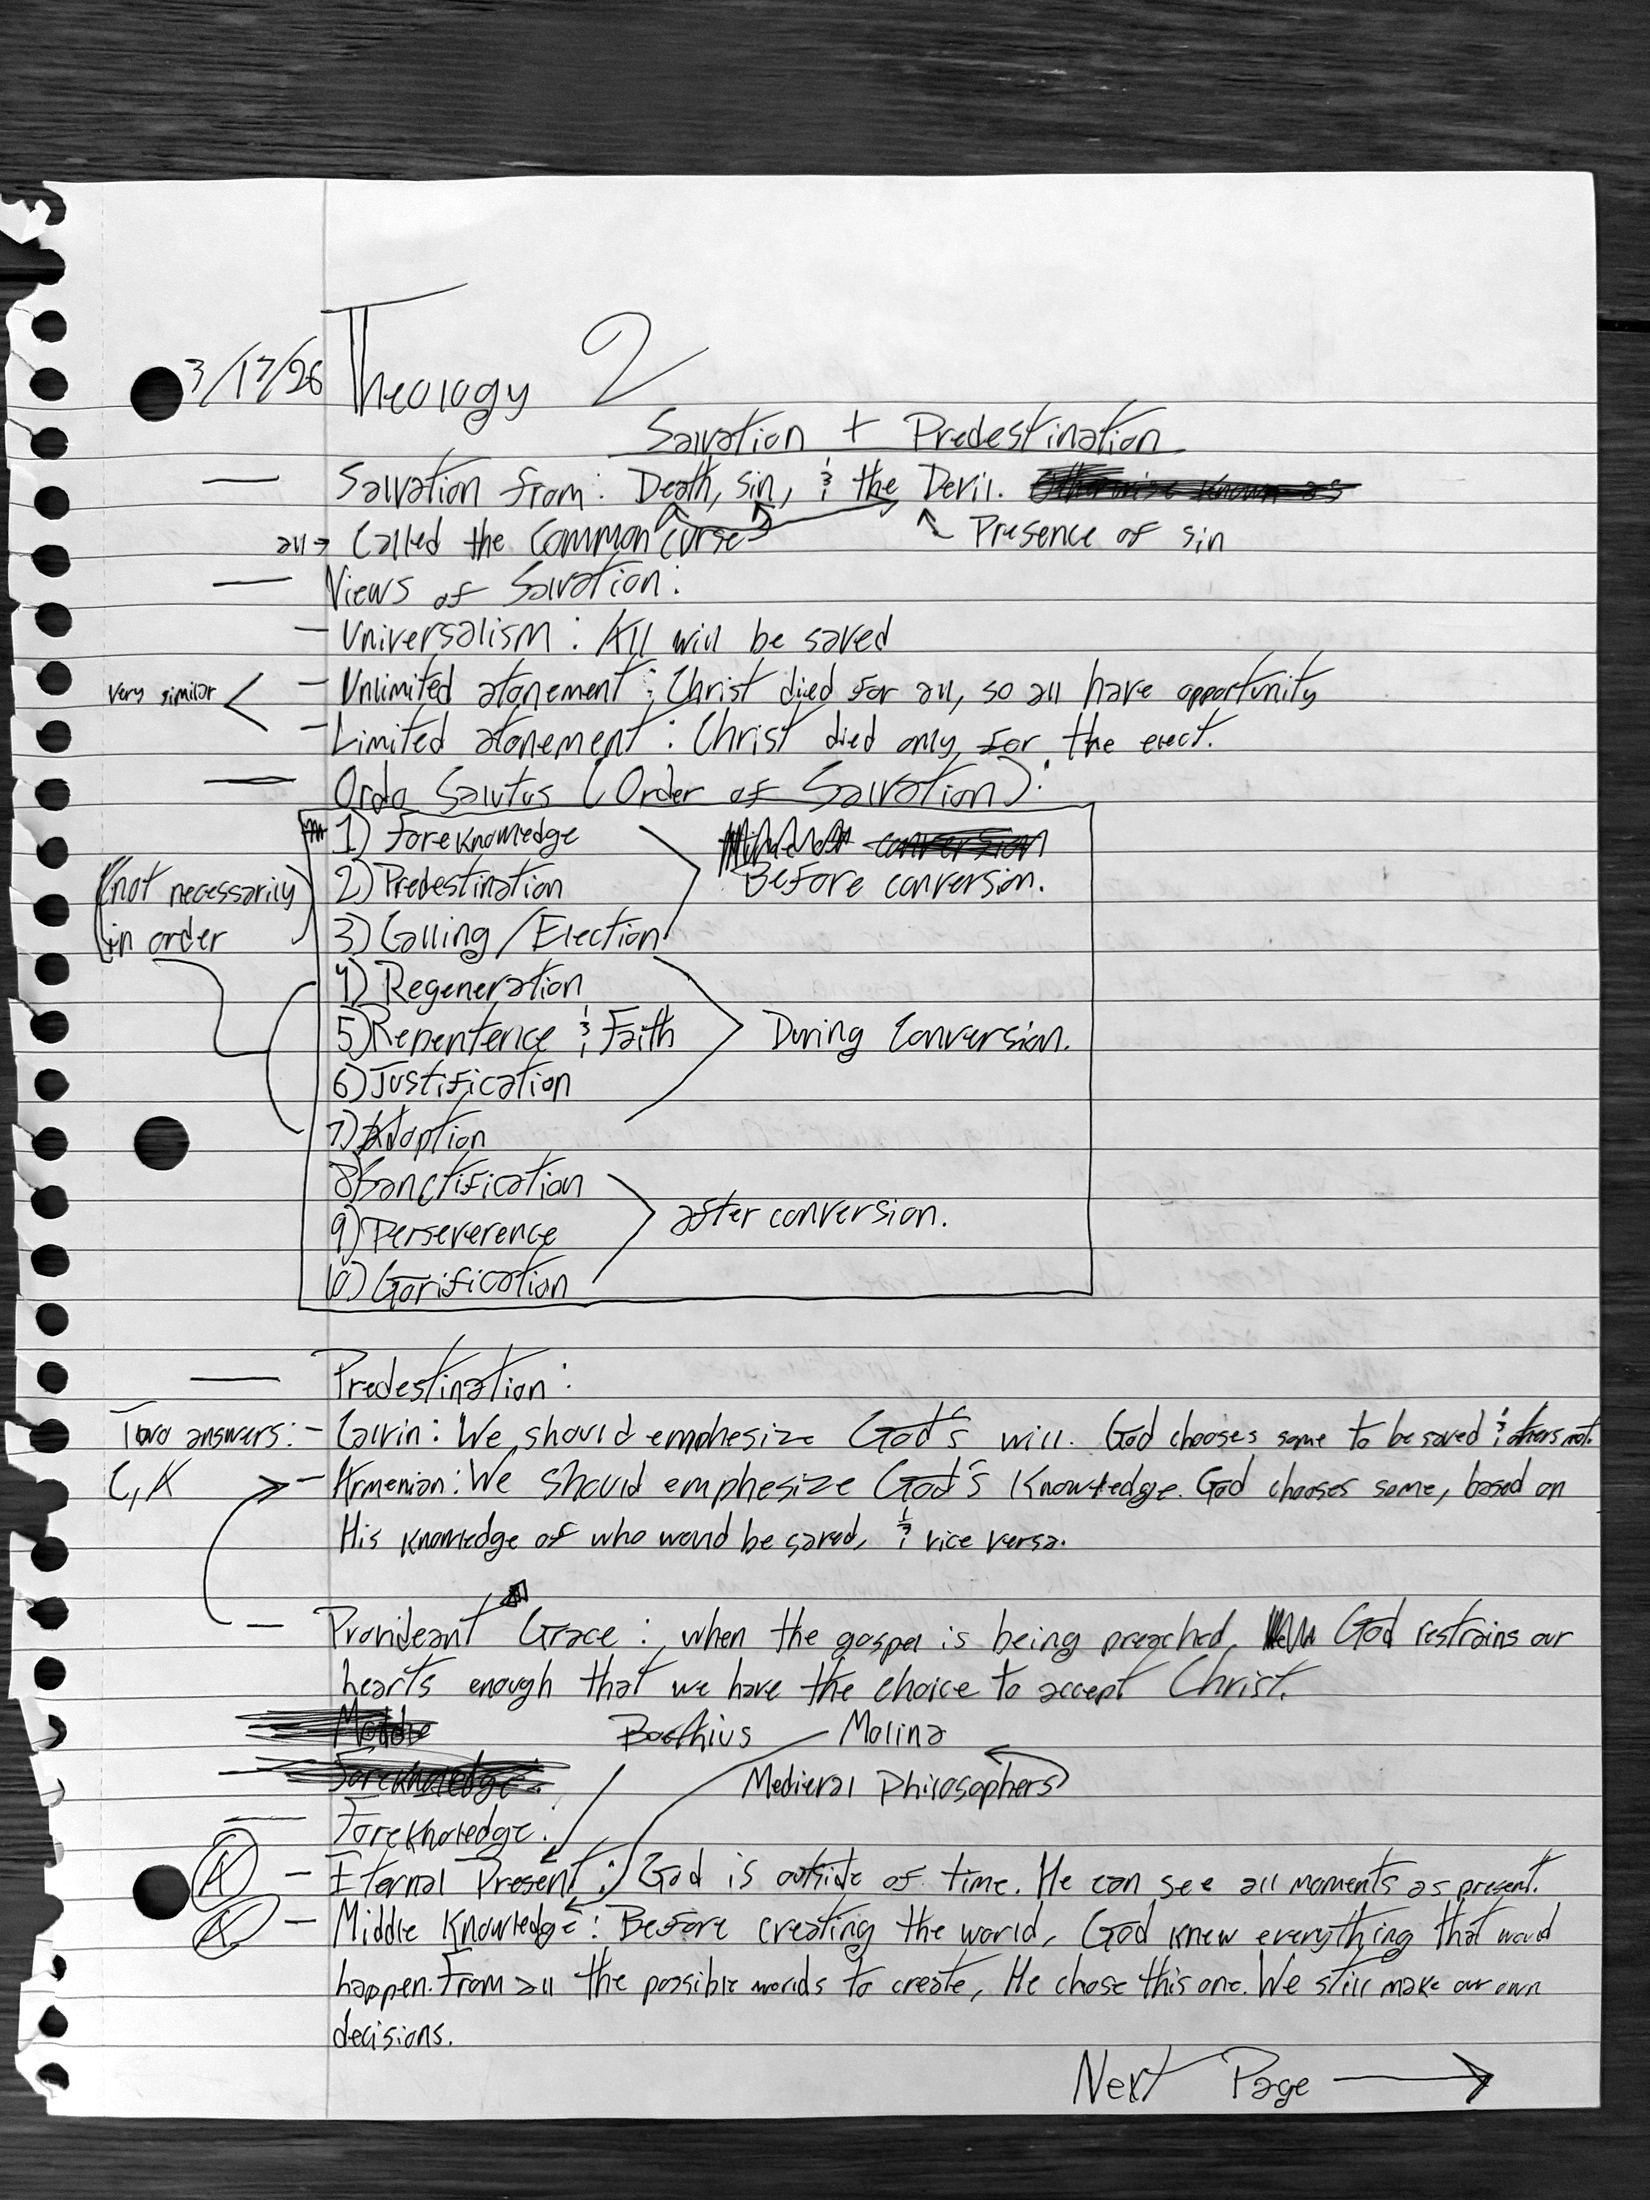 3/17/26 Theology 2
Salvation + Predestination
— Salvation from: Death, Sin, & the Devil. Otherwise known as
all → Called the Common Curse ↖ Presence of Sin
— Views of Salvation:
- Universalism: All will be saved
Very similar < - Unlimited atonement: Christ died for all, so all have opportunity
- Limited atonement: Christ died only for the elect.
— Ordo Salutus (Order of Salvation):
1) Foreknowledge conversion
(not necessarily 2) Predestination Before conversion.
in order) 3) Calling/Election
4) Regeneration
5) Repentence & Faith During Conversion.
6) Justification
7) Adoption
8) Sanctification
9) Perseverence after conversion.
10) Gorification
— Predestination:
Two answers: - Calvin: We should emphesize God's will. God chooses some to be saved & others not.
C, A - Armenian: We should emphesize God's Knowledge. God chooses some, based on
His knowledge of who would be saved, & vice versa.
- Provideant Grace: when the gospel is being preached, God restrains our
hearts enough that we have the choice to accept Christ.
Middle Boethius Molina
Foreknoledge: Medieval Philosophers
— Foreknoledge:
A - Eternal Present: God is outside of time. He can see all moments as present.
A - Middle Knowledge: Before creating the world, God knew everything that would
happen. From all the possible worlds to create, He chose this one. We still make our own
decisions.
Next Page →